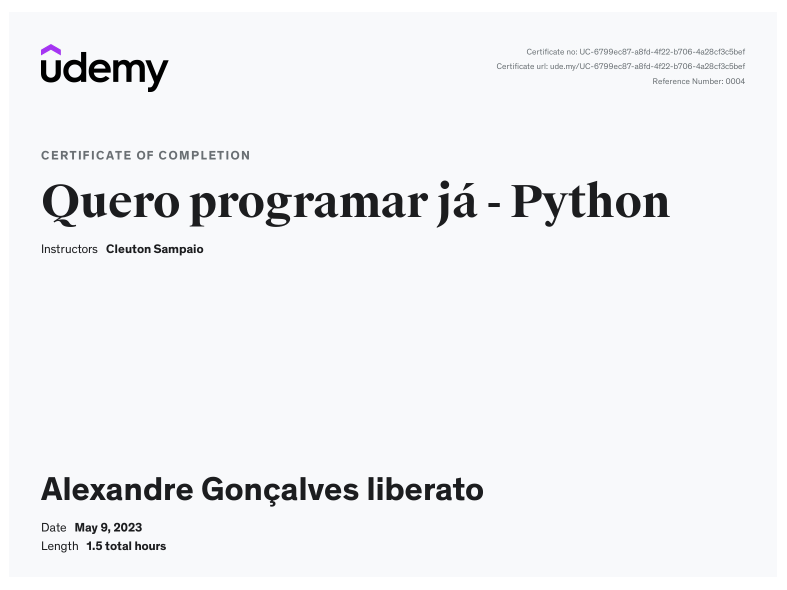 udemy
Certificate no: UC-6799ec87-a8fd-4f22-b706-4a28cf3c5bef
Certificate url: ude.my/UC-6799ec87-a8fd-4f22-b706-4a28cf3c5bef
Reference Number: 0004
CERTIFICATE OF COMPLETION
Quero programar já - Python
Instructors Cleuton Sampaio
Alexandre Gonçalves liberato
Date May 9, 2023
Length 1.5 total hours